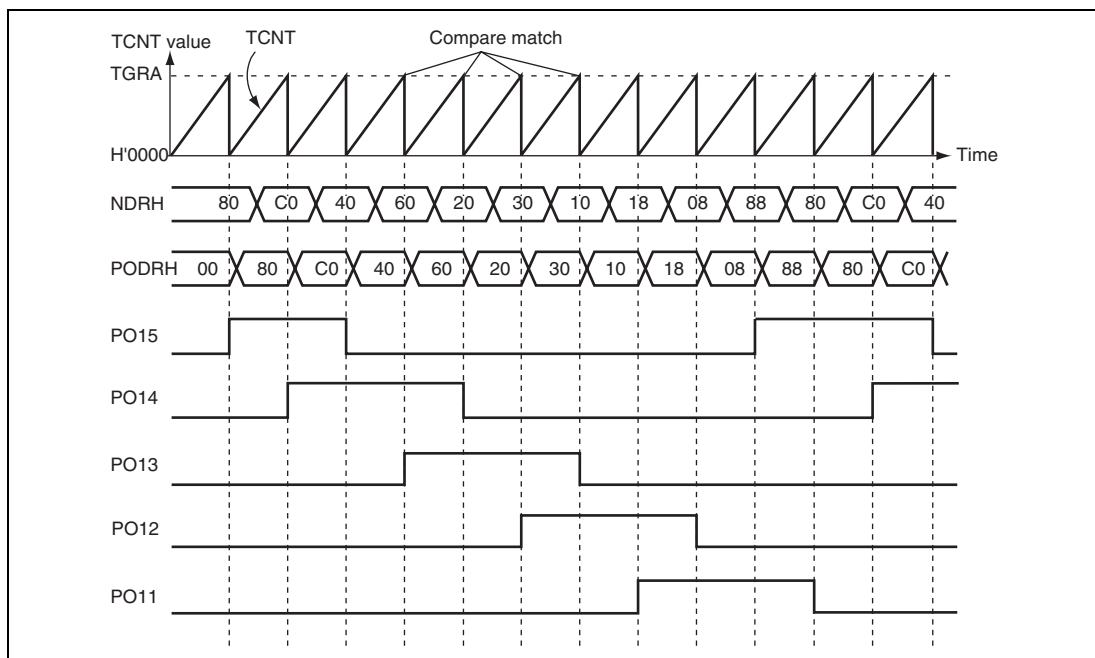 TCNT value TCNT Compare match
TGRA
H'0000 Time
NDRH 80 C0 40 60 20 30 10 18 08 88 80 C0 40
PODRH 00 80 C0 40 60 20 30 10 18 08 88 80 C0
PO15
PO14
PO13
PO12
PO11